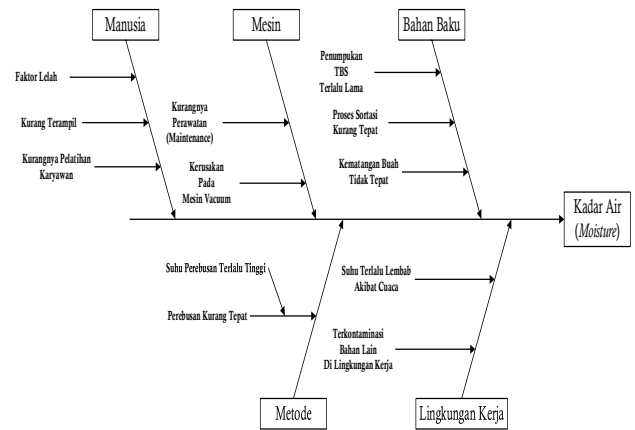 Manusia
Mesin
Bahan Baku
Faktor Lelah
Kurang Terampil
Kurangnya Pelatihan
Karyawan
Kurangnya
Perawatan
(Maintenance)
Kerusakan
Pada
Mesin Vacuum
Penumpukan
TBS
Terlalu Lama
Proses Sortasi
Kurang Tepat
Kematangan Buah
Tidak Tepat
Kadar Air
(Moisture)
Suhu Perebusan Terlalu Tinggi
Perebusan Kurang Tepat
Suhu Terlalu Lembab
Akibat Cuaca
Terkontaminasi
Bahan Lain
Di Lingkungan Kerja
Metode
Lingkungan Kerja